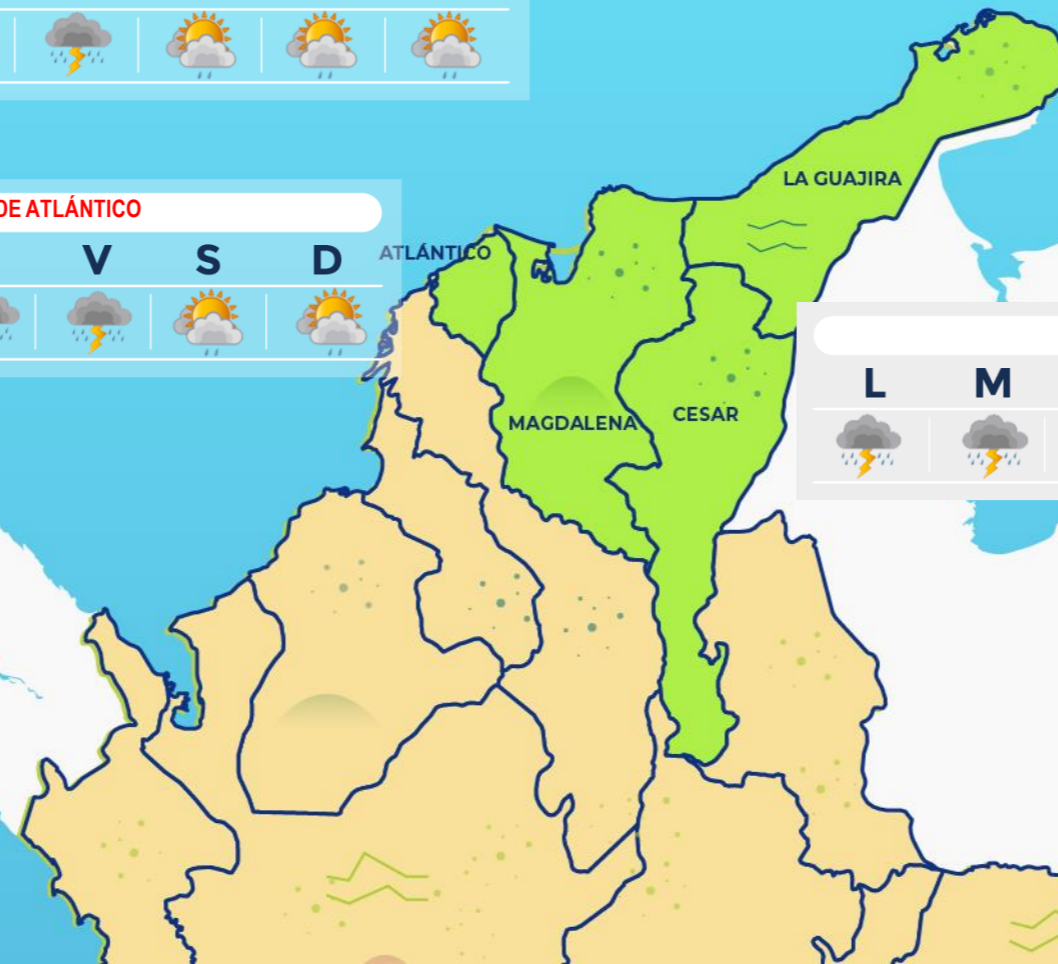 LA GUAJIRA
DE ATLÁNTICO
V S D
ATLÁNTICO
L M
MAGDALENA
CESAR